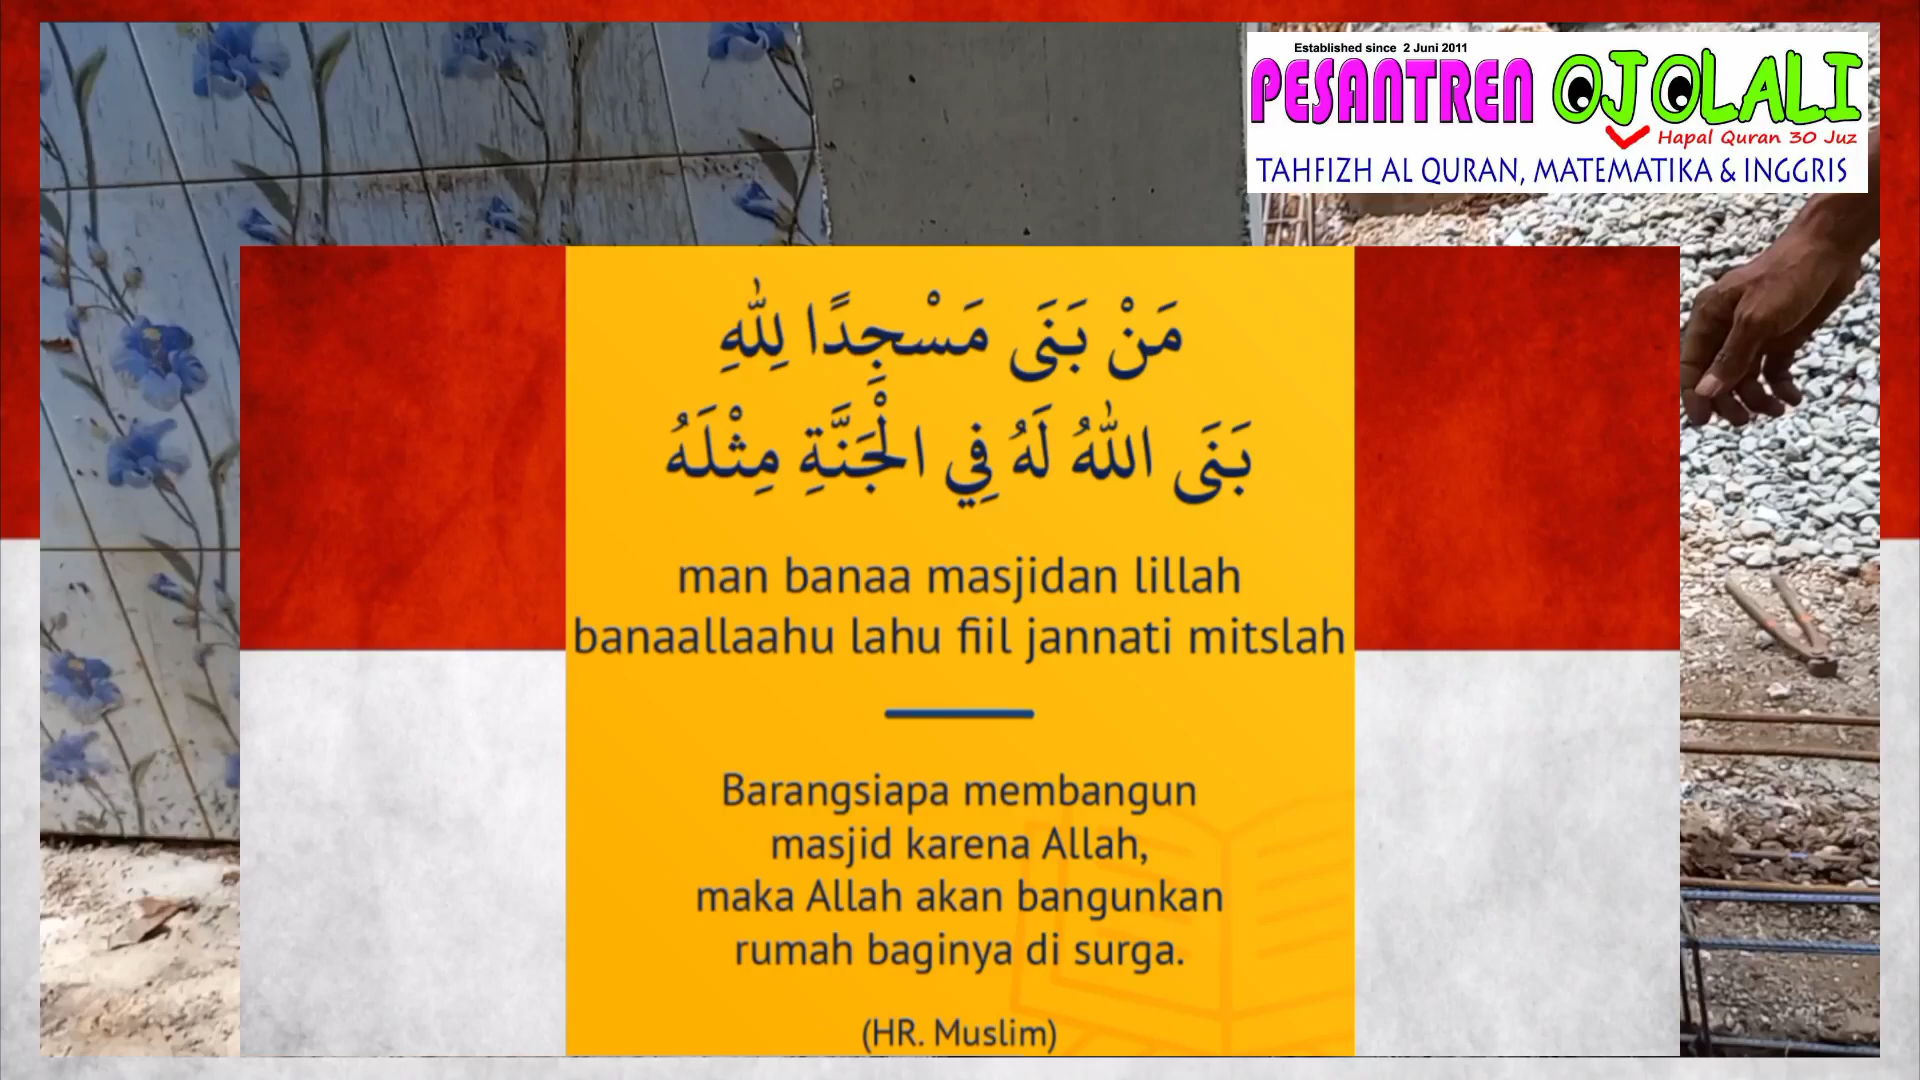 Established since 2 Juni 2011
PESANTREN OJOLALI
Hapal Quran 30 Juz
TAHFIZH AL QURAN, MATEMATIKA & INGGRIS
مَنْ بَنَى مَسْجِدًا لِلّٰهِ
بَنَى اللّٰهُ لَهُ فِي الْجَنَّةِ مِثْلَهُ
man banaa masjidan lillah
banaallaahu lahu fiil jannati mitslah
Barangsiapa membangun
masjid karena Allah,
maka Allah akan bangunkan
rumah baginya di surga.
(HR. Muslim)